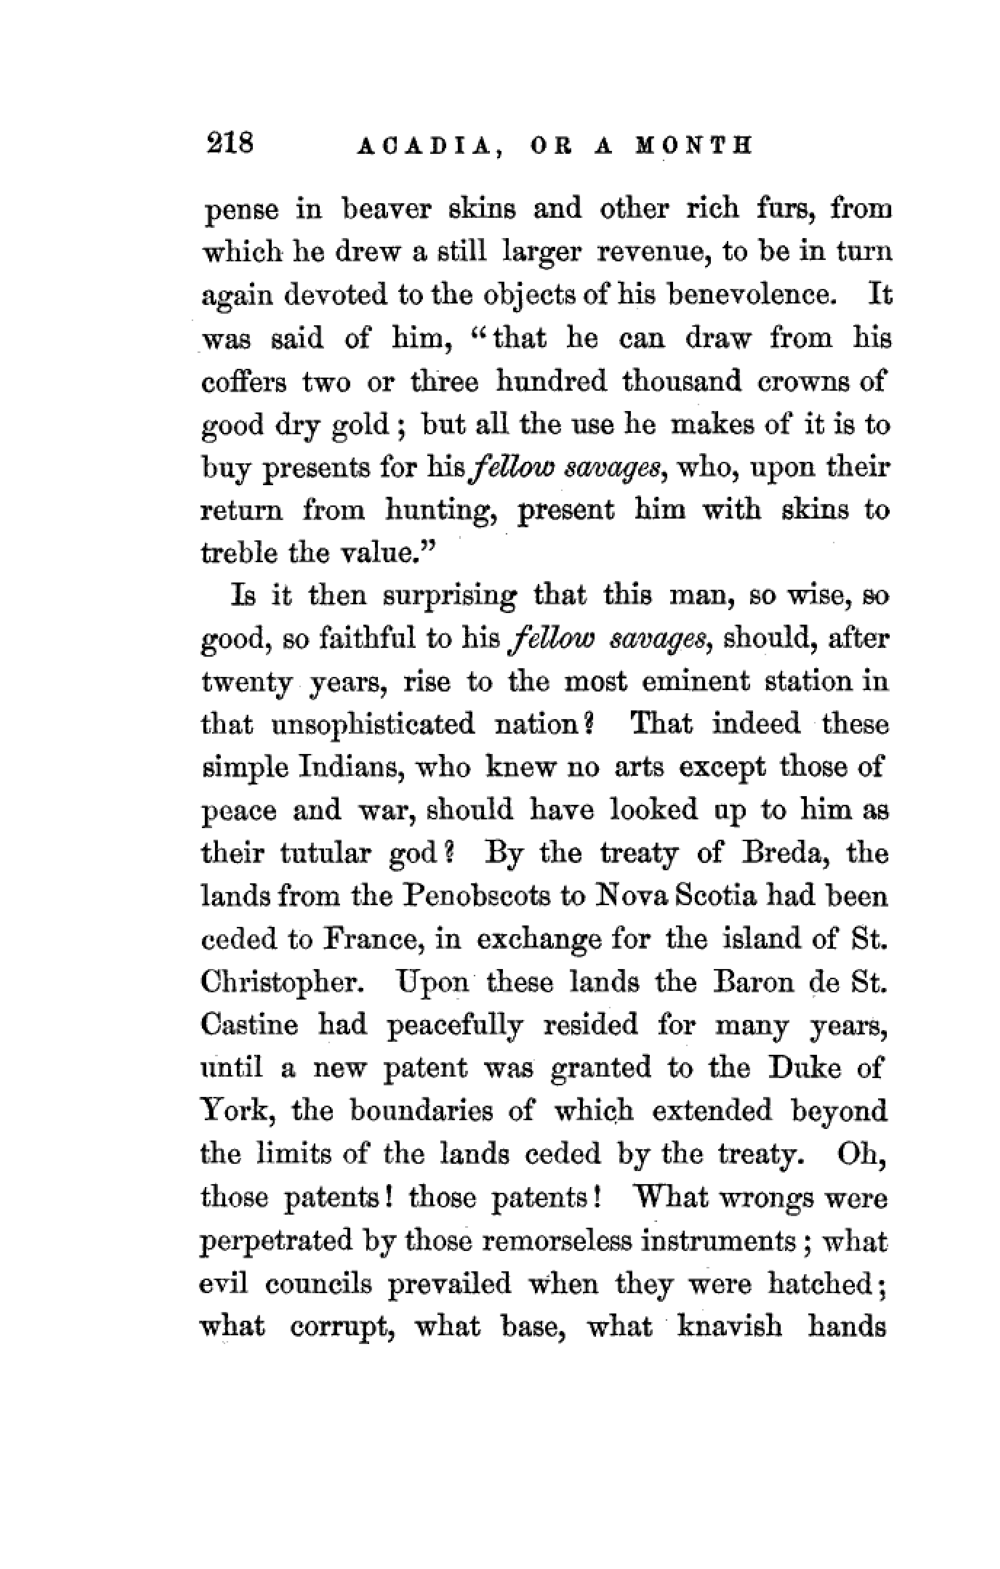 218 ACADIA, OR A MONTH
pense in beaver skins and other rich furs, from
which he drew a still larger revenue, to be in turn
again devoted to the objects of his benevolence. It
was said of him, “that he can draw from his
coffers two or three hundred thousand crowns of
good dry gold; but all the use he makes of it is to
buy presents for his fellow savages, who, upon their
return from hunting, present him with skins to
treble the value.”
Is it then surprising that this man, so wise, so
good, so faithful to his fellow savages, should, after
twenty years, rise to the most eminent station in
that unsophisticated nation? That indeed these
simple Indians, who knew no arts except those of
peace and war, should have looked up to him as
their tutular god? By the treaty of Breda, the
lands from the Penobscots to Nova Scotia had been
ceded to France, in exchange for the island of St.
Christopher. Upon these lands the Baron de St.
Castine had peacefully resided for many years,
until a new patent was granted to the Duke of
York, the boundaries of which extended beyond
the limits of the lands ceded by the treaty. Oh,
those patents! those patents! What wrongs were
perpetrated by those remorseless instruments; what
evil councils prevailed when they were hatched;
what corrupt, what base, what knavish hands